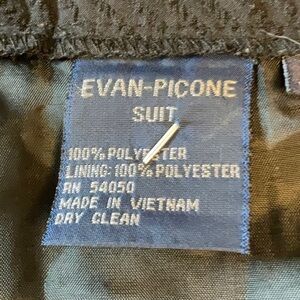 EVAN-PICONE
SUIT
100% POLYESTER
LINING: 100% POLYESTER
RN 54050
MADE IN VIETNAM
DRY CLEAN